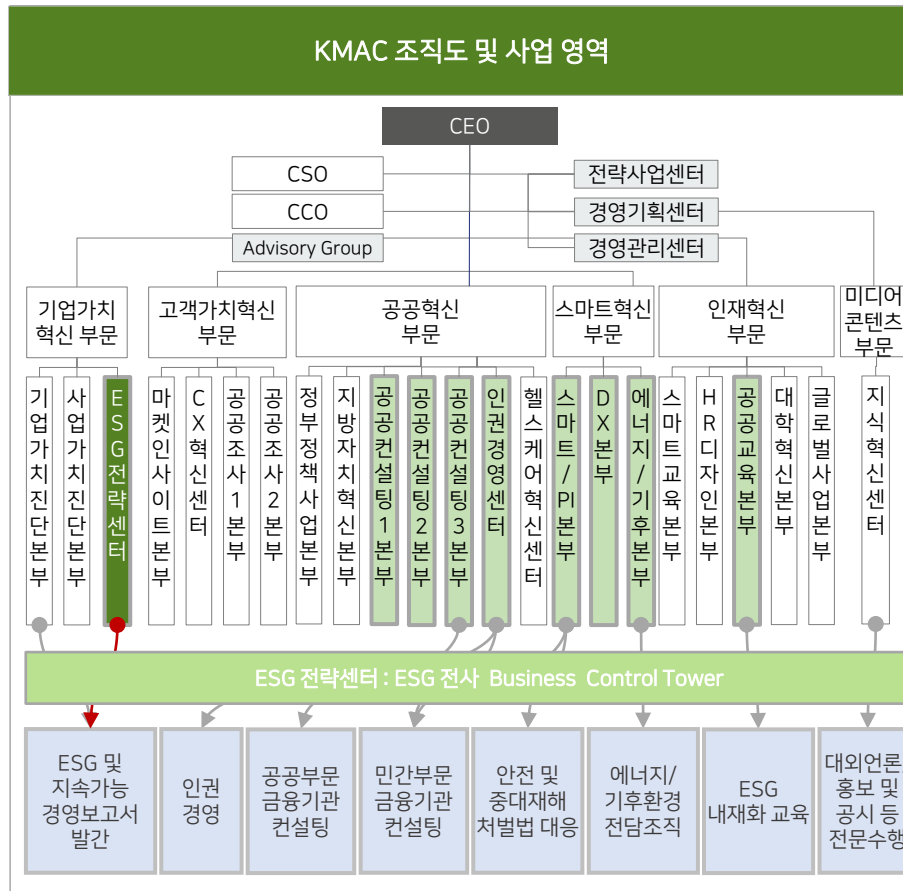 KMAC 조직도 및 사업 영역
CEO
CSO
전략사업센터
CCO
경영기획센터
Advisory Group
경영관리센터
기업가치
혁신 부문
고객가치혁신
부문
공공혁신
부문
스마트혁신
부문
인재혁신
부문
미디어
콘텐츠
부문
기업가치진단본부
사업가치진단본부
ESG전략센터
마켓인사이트본부
CX혁신센터
공공조사1본부
공공조사2본부
정부정책사업본부
지방자치혁신본부
공공컨설팅1본부
공공컨설팅2본부
공공컨설팅3본부
인권경영센터
헬스케어혁신센터
스마트/PI본부
DX본부
에너지/기후본부
스마트교육본부
HR디자인본부
공공교육본부
대학혁신본부
글로벌사업본부
지식혁신센터
ESG 전략센터 : ESG 전사 Business Control Tower
ESG 및
지속가능
경영보고서
발간
인권
경영
공공부문
금융기관
컨설팅
민간부문
금융기관
컨설팅
안전 및
중대재해
처벌법 대응
에너지/
기후환경
전담조직
ESG
내재화 교육
대외언론,
홍보 및
공시 등
전문수행